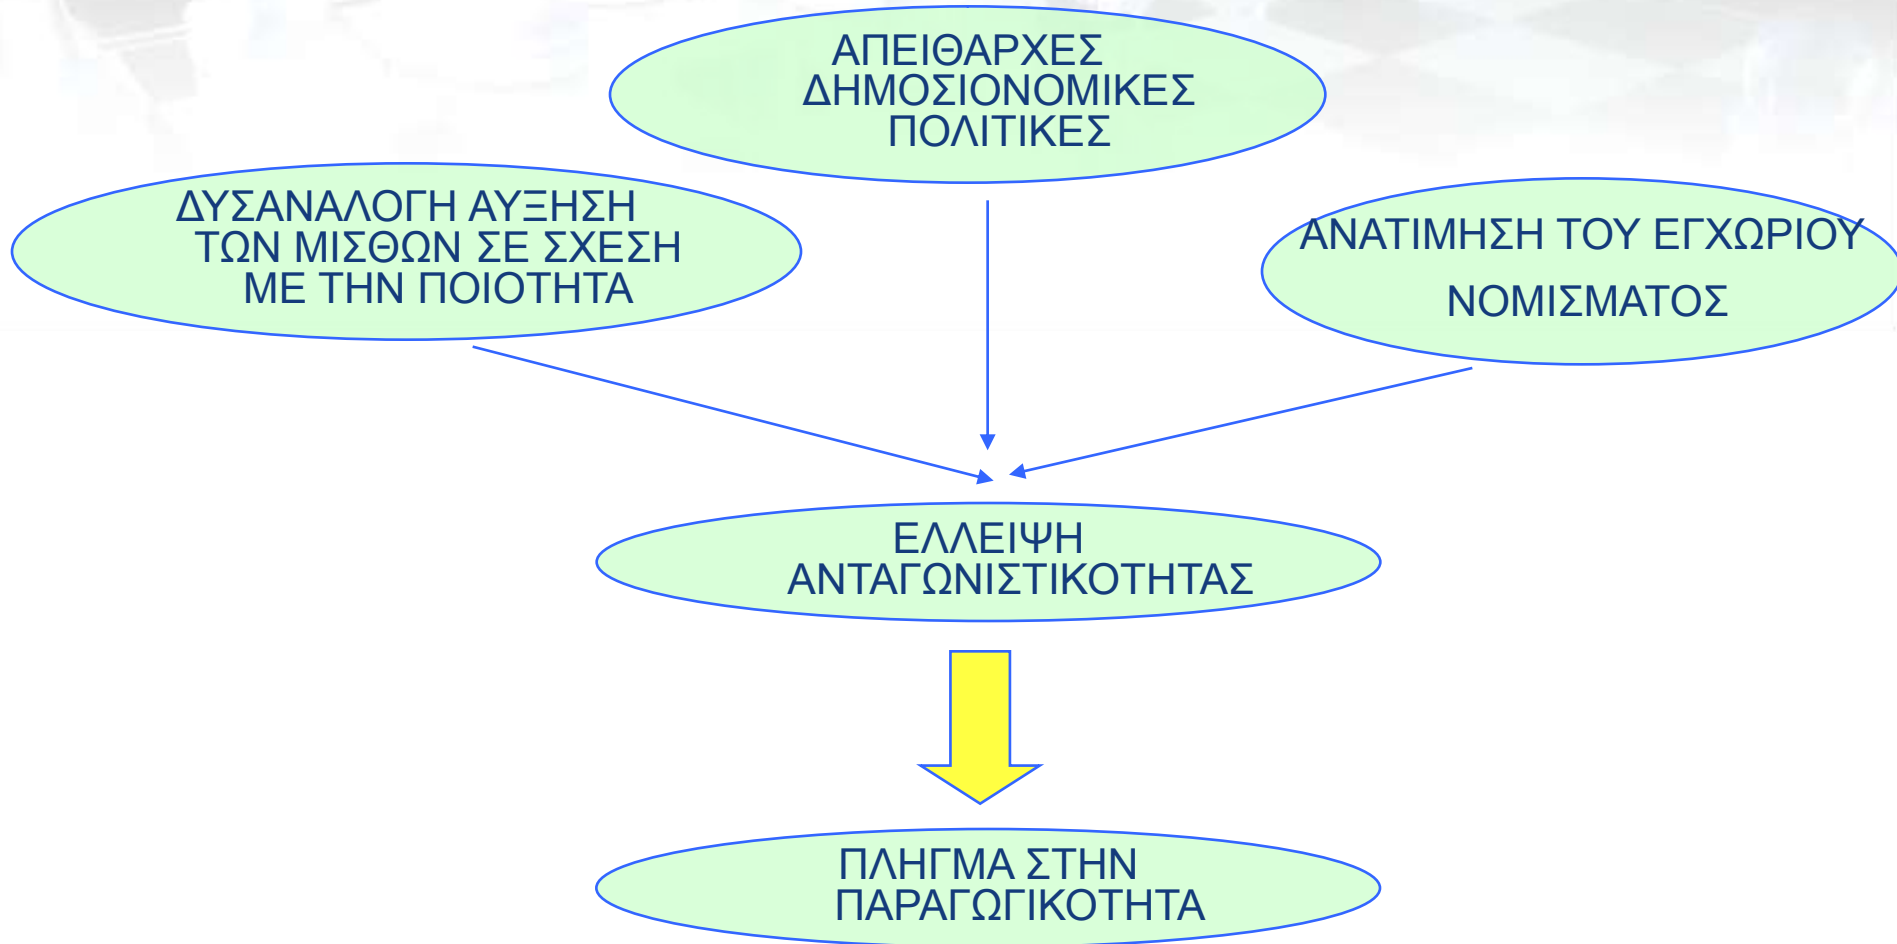 ΑΠΕΙΘΑΡΧΕΣ
ΔΗΜΟΣΙΟΝΟΜΙΚΕΣ
ΠΟΛΙΤΙΚΕΣ
ΔΥΣΑΝΑΛΟΓΗ ΑΥΞΗΣΗ
ΤΩΝ ΜΙΣΘΩΝ ΣΕ ΣΧΕΣΗ
ΜΕ ΤΗΝ ΠΟΙΟΤΗΤΑ
ΑΝΑΤΙΜΗΣΗ ΤΟΥ ΕΓΧΩΡΙΟΥ
ΝΟΜΙΣΜΑΤΟΣ
ΕΛΛΕΙΨΗ
ΑΝΤΑΓΩΝΙΣΤΙΚΟΤΗΤΑΣ
ΠΛΗΓΜΑ ΣΤΗΝ
ΠΑΡΑΓΩΓΙΚΟΤΗΤΑ